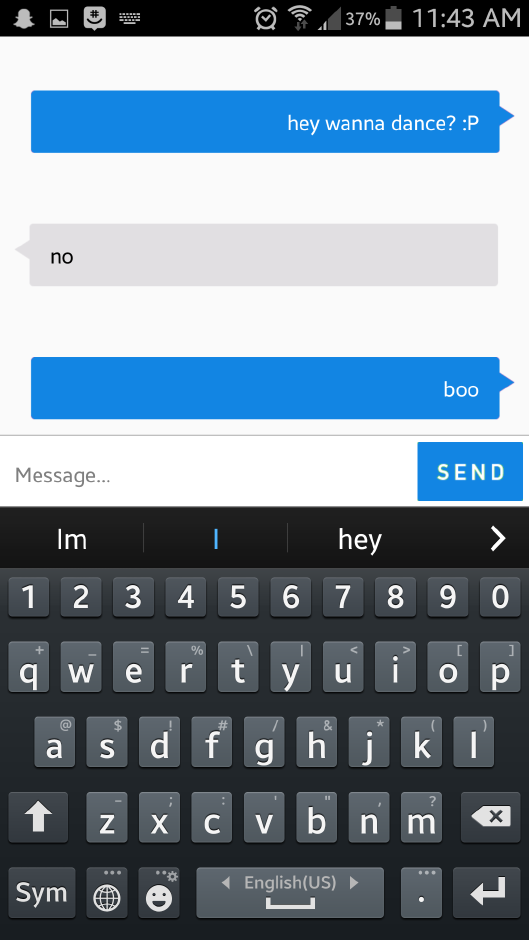 37% 11:43 AM
hey wanna dance? :P
no
boo
Message...
SEND
Im I hey
1 2 3 4 5 6 7 8 9 0
+ _ = % \ | < > [ ]
q w e r t y u i o p
@ $ ! # / & * ( )
a s d f g h j k l
- ; : ' " , ?
z x c v b n m
Sym English(US) .